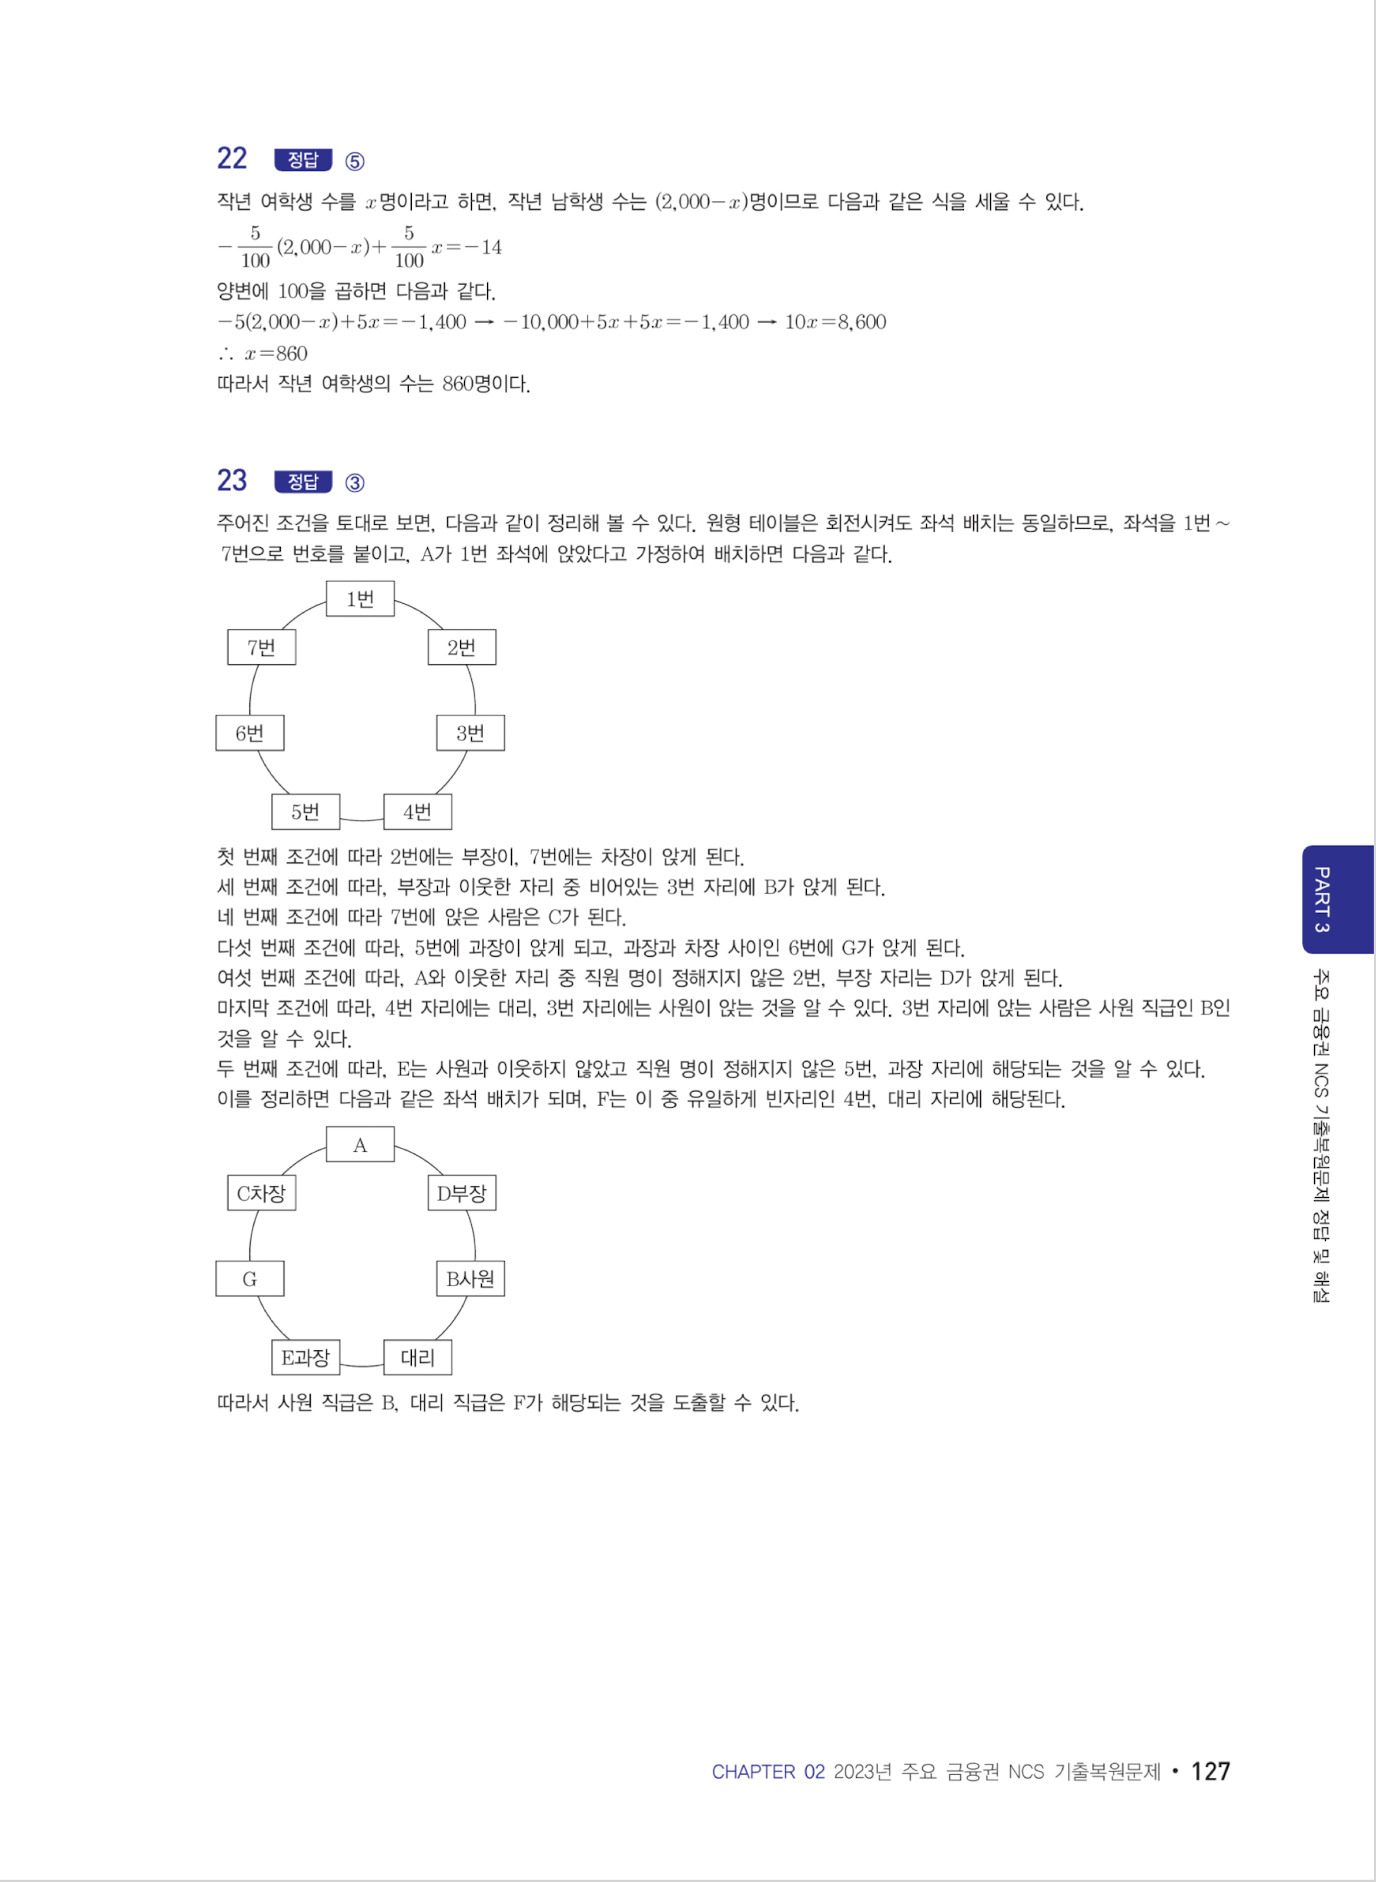 22 정답 ⑤
작년 여학생 수를 x명이라고 하면, 작년 남학생 수는 (2,000−x)명이므로 다음과 같은 식을 세울 수 있다.
−5/100(2,000−x)+5/100x=−14
양변에 100을 곱하면 다음과 같다.
−5(2,000−x)+5x=−1,400 → −10,000+5x+5x=−1,400 → 10x=8,600
∴ x=860
따라서 작년 여학생의 수는 860명이다.
23 정답 ③
주어진 조건을 토대로 보면, 다음과 같이 정리해 볼 수 있다. 원형 테이블은 회전시켜도 좌석 배치는 동일하므로, 좌석을 1번~
7번으로 번호를 붙이고, A가 1번 좌석에 앉았다고 가정하여 배치하면 다음과 같다.
1번
7번 2번
6번 3번
5번 4번
첫 번째 조건에 따라 2번에는 부장이, 7번에는 차장이 앉게 된다.
세 번째 조건에 따라, 부장과 이웃한 자리 중 비어있는 3번 자리에 B가 앉게 된다.
네 번째 조건에 따라 7번에 앉은 사람은 C가 된다.
다섯 번째 조건에 따라, 5번에 과장이 앉게 되고, 과장과 차장 사이인 6번에 G가 앉게 된다.
여섯 번째 조건에 따라, A와 이웃한 자리 중 직원 명이 정해지지 않은 2번, 부장 자리는 D가 앉게 된다.
마지막 조건에 따라, 4번 자리에는 대리, 3번 자리에는 사원이 앉는 것을 알 수 있다. 3번 자리에 앉는 사람은 사원 직급인 B인
것을 알 수 있다.
두 번째 조건에 따라, E는 사원과 이웃하지 않았고 직원 명이 정해지지 않은 5번, 과장 자리에 해당되는 것을 알 수 있다.
이를 정리하면 다음과 같은 좌석 배치가 되며, F는 이 중 유일하게 빈자리인 4번, 대리 자리에 해당된다.
A
C차장 D부장
G B사원
E과장 대리
따라서 사원 직급은 B, 대리 직급은 F가 해당되는 것을 도출할 수 있다.
PART 3
주요 금융권 NCS 기출복원문제 정답 및 해설
CHAPTER 02 2023년 주요 금융권 NCS 기출복원문제 • 127